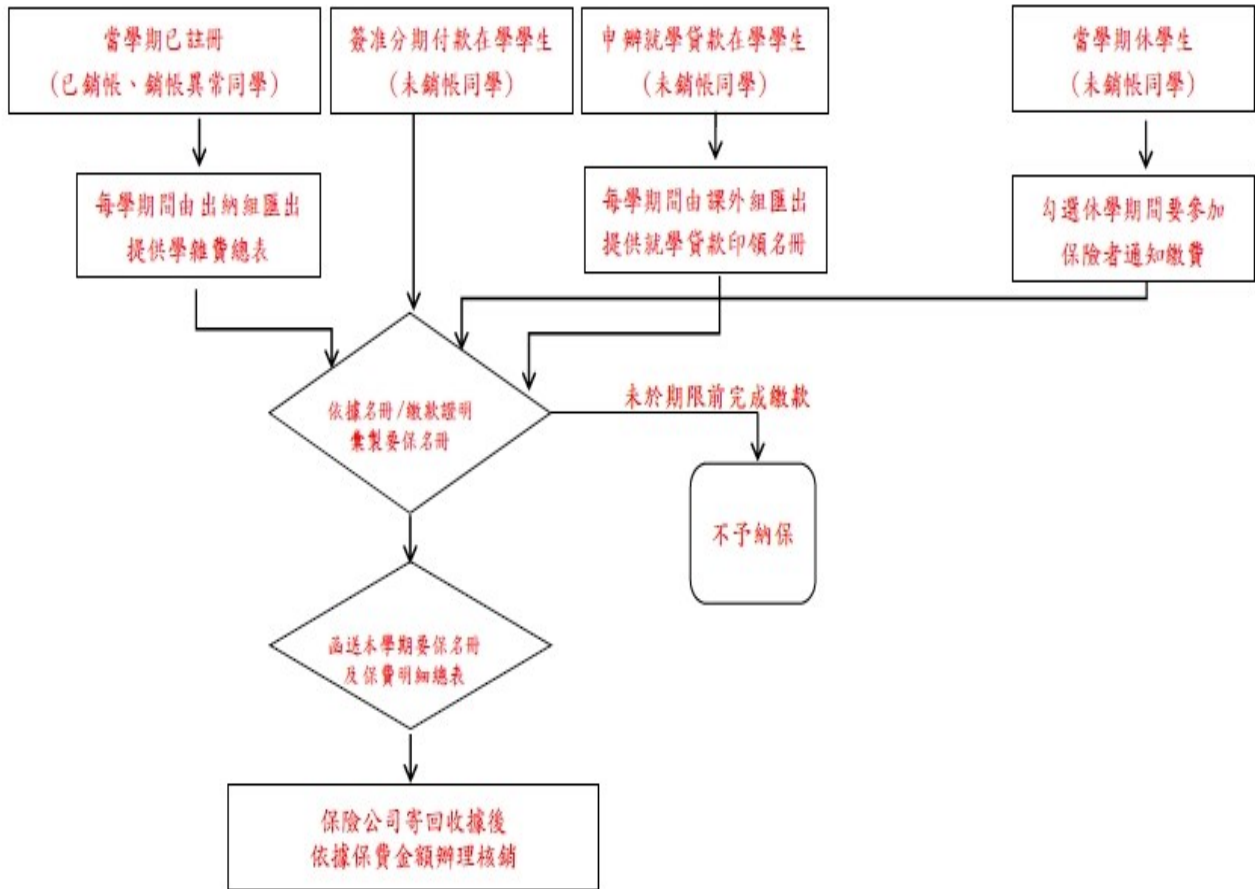 當學期已註冊
(已銷帳、銷帳異常同學)
簽准分期付款在學學生
(未銷帳同學)
申辦就學貸款在學學生
(未銷帳同學)
當學期休學生
(未銷帳同學)
每學期間由出納組匯出
提供學雜費總表
每學期間由課外組匯出
提供就學貸款印領名冊
勾選休學期間要參加
保險者通知繳費
依據名冊/繳款證明
彙製要保名冊
未於期限前完成繳款
不予納保
函送本學期要保名冊
及保費明細總表
保險公司寄回收據後
依據保費金額辦理核銷